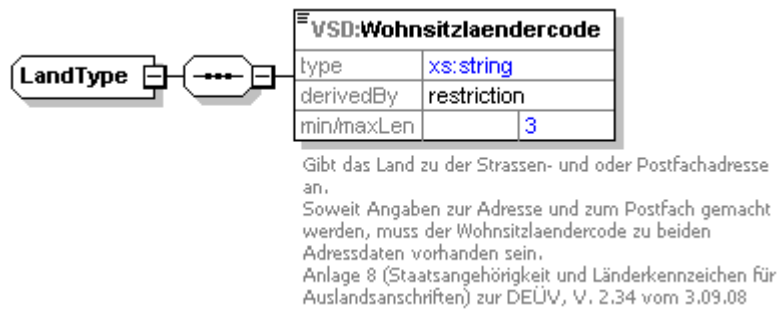 VSD:Wohnsitzlaendercode
LandType
type xs:string
derivedBy restriction
min/maxLen 3
Gibt das Land zu der Strassen- und oder Postfachadresse
an.
Soweit Angaben zur Adresse und zum Postfach gemacht
werden, muss der Wohnsitzlaendercode zu beiden
Adressdaten vorhanden sein.
Anlage 8 (Staatsangehörigkeit und Länderkennzeichen für
Auslandsanschriften) zur DEÜV, V. 2.34 vom 3.09.08